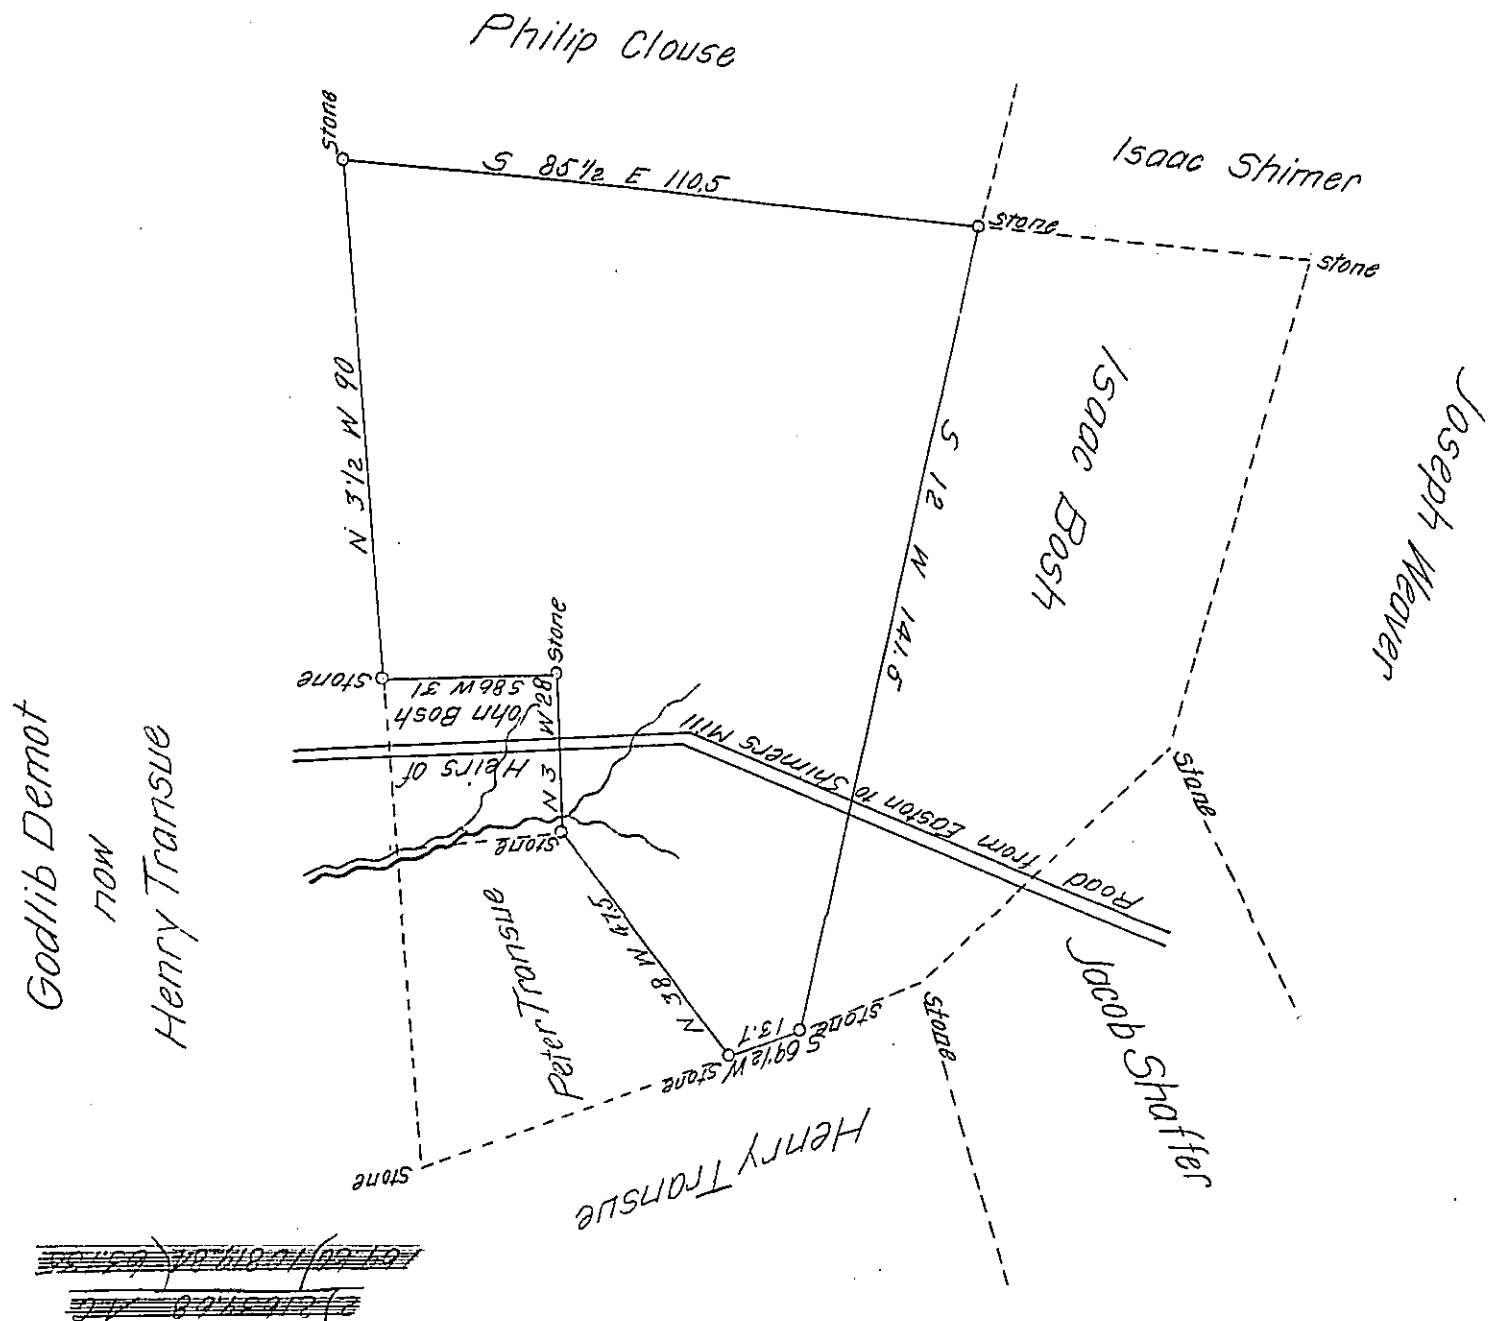 Philip Clouse
stone
S 85½ E 110.5
Isaac Shimer
stone
stone
N 3½ W 90
S 12 W 141.5
Isaac Bosh
Joseph Weaver
stone
stone
S86W 31
John Bosh
N 3 W 28
Heirs of
Road from Easton to Shimers Mill
stone
stone
Godlib Demot
now
Henry Transue
Peter Transue
N 38 W 47.5
S 69½ W
13.7
stone
stone
stone
Jacob Shaffer
Henry Transue
stone